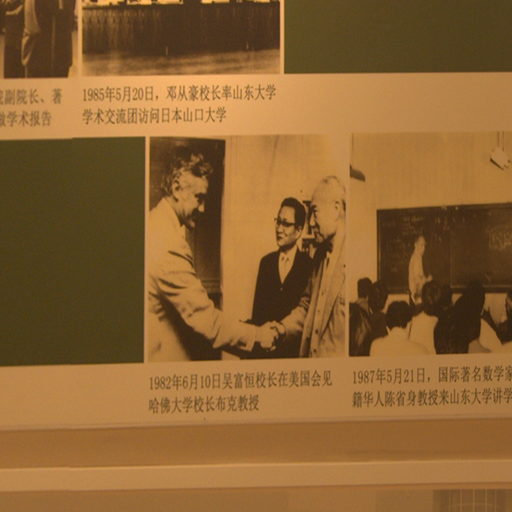 副院长、著
学术报告
1985年5月20日，邓从豪校长率山东大学
学术交流团访问日本山口大学
1982年6月10日吴富恒校长在美国会见
哈佛大学校长布克教授
1987年5月21日，国际著名数学家
籍华人陈省身教授来山东大学讲学